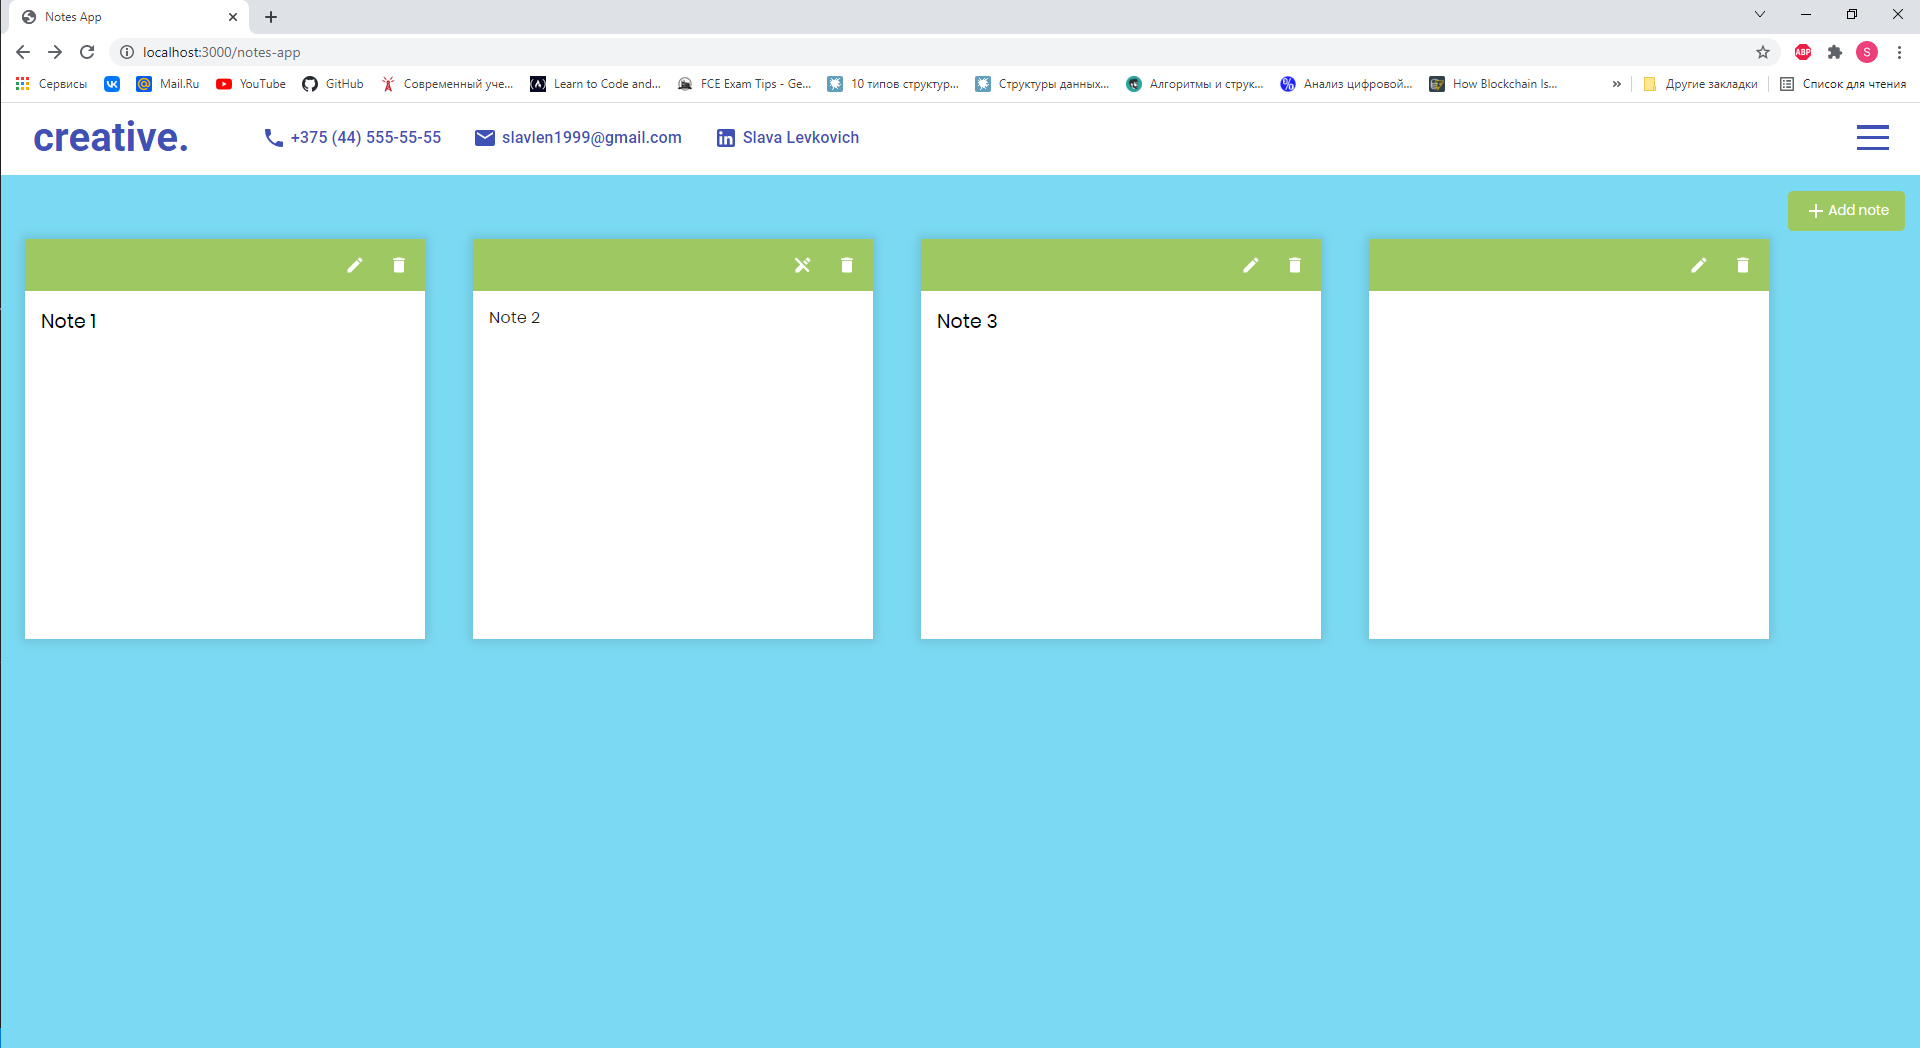 Notes App
localhost:3000/notes-app
Сервисы Mail.Ru YouTube GitHub Современный уче... Learn to Code and... FCE Exam Tips - Ge... 10 типов структур... Структуры данных... Алгоритмы и струк... Анализ цифровой... How Blockchain Is... » Другие закладки Список для чтения
creative. +375 (44) 555-55-55 slavlen1999@gmail.com Slava Levkovich
+ Add note
Note 1
Note 2
Note 3